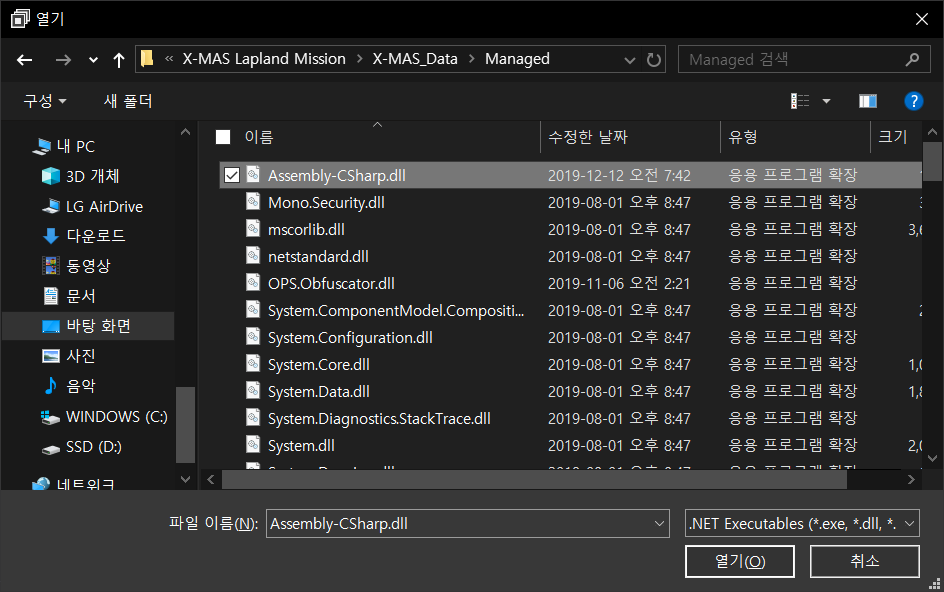 열기
« X-MAS Lapland Mission > X-MAS_Data > Managed
Managed 검색
구성
새 폴더
내 PC
3D 개체
LG AirDrive
다운로드
동영상
문서
바탕 화면
사진
음악
WINDOWS (C:)
SSD (D:)
네트워크
이름 수정한 날짜 유형 크기
Assembly-CSharp.dll 2019-12-12 오전 7:42 응용 프로그램 확장
Mono.Security.dll 2019-08-01 오후 8:47 응용 프로그램 확장
mscorlib.dll 2019-08-01 오후 8:47 응용 프로그램 확장 3,6
netstandard.dll 2019-08-01 오후 8:47 응용 프로그램 확장
OPS.Obfuscator.dll 2019-11-06 오전 2:21 응용 프로그램 확장
System.ComponentModel.Compositi... 2019-08-01 오후 8:47 응용 프로그램 확장
System.Configuration.dll 2019-08-01 오후 8:47 응용 프로그램 확장
System.Core.dll 2019-08-01 오후 8:47 응용 프로그램 확장 1,0
System.Data.dll 2019-08-01 오후 8:47 응용 프로그램 확장 1,8
System.Diagnostics.StackTrace.dll 2019-08-01 오후 8:47 응용 프로그램 확장
System.dll 2019-08-01 오후 8:47 응용 프로그램 확장 2,0
파일 이름(N): Assembly-CSharp.dll
.NET Executables (*.exe, *.dll, *.
열기(O)
취소